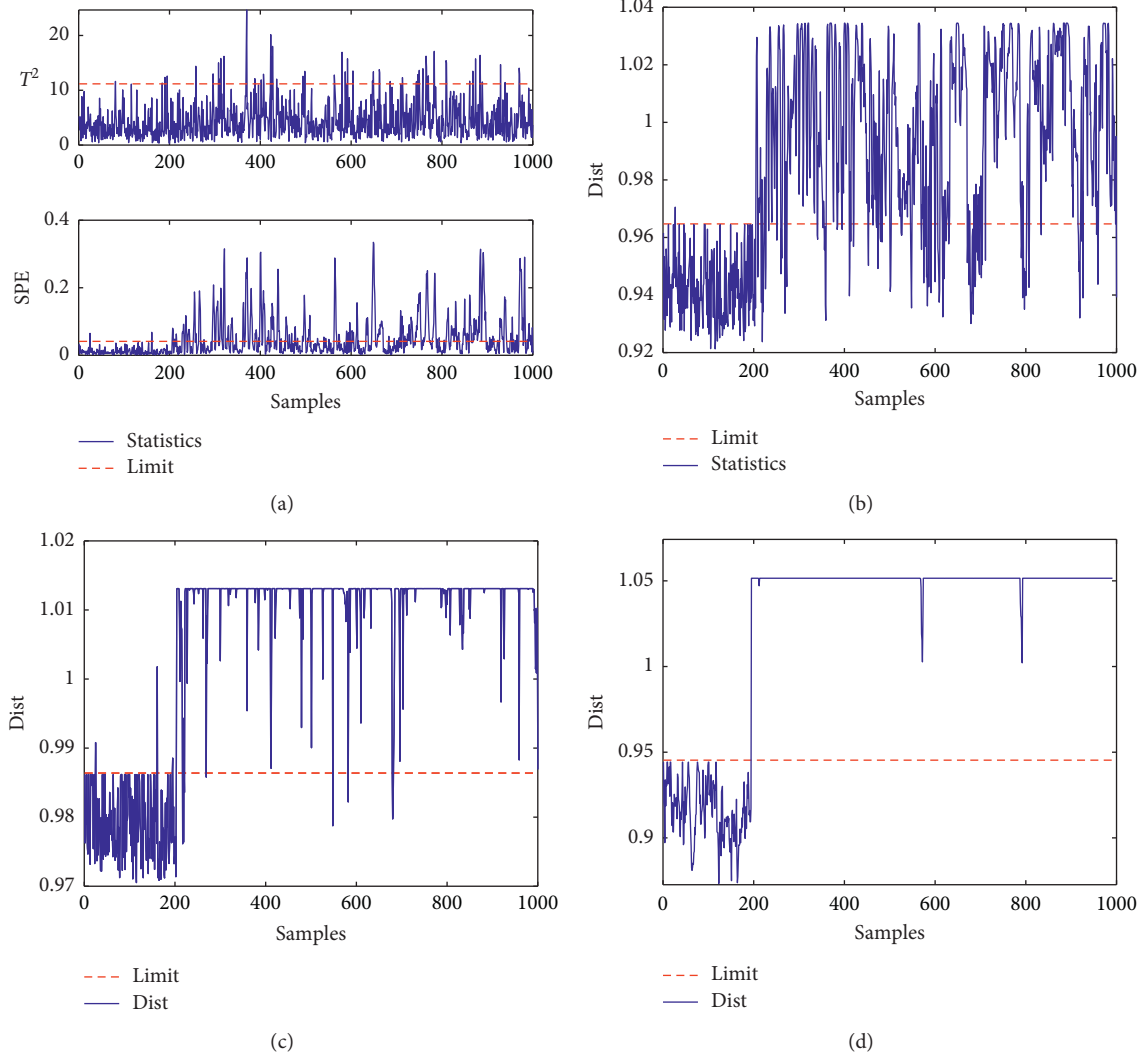 20
10
0
T²
0 200 400 600 800 1000
0.4
0.2
0
SPE
0 200 400 600 800 1000
Samples
Statistics
Limit
(a)
1.04
1.02
1
0.98
0.96
0.94
0.92
Dist
0 200 400 600 800 1000
Samples
Limit
Statistics
(b)
1.02
1.01
1
0.99
0.98
0.97
Dist
0 200 400 600 800 1000
Samples
Limit
Dist
(c)
1.05
1
0.95
0.9
Dist
0 200 400 600 800 1000
Samples
Limit
Dist
(d)